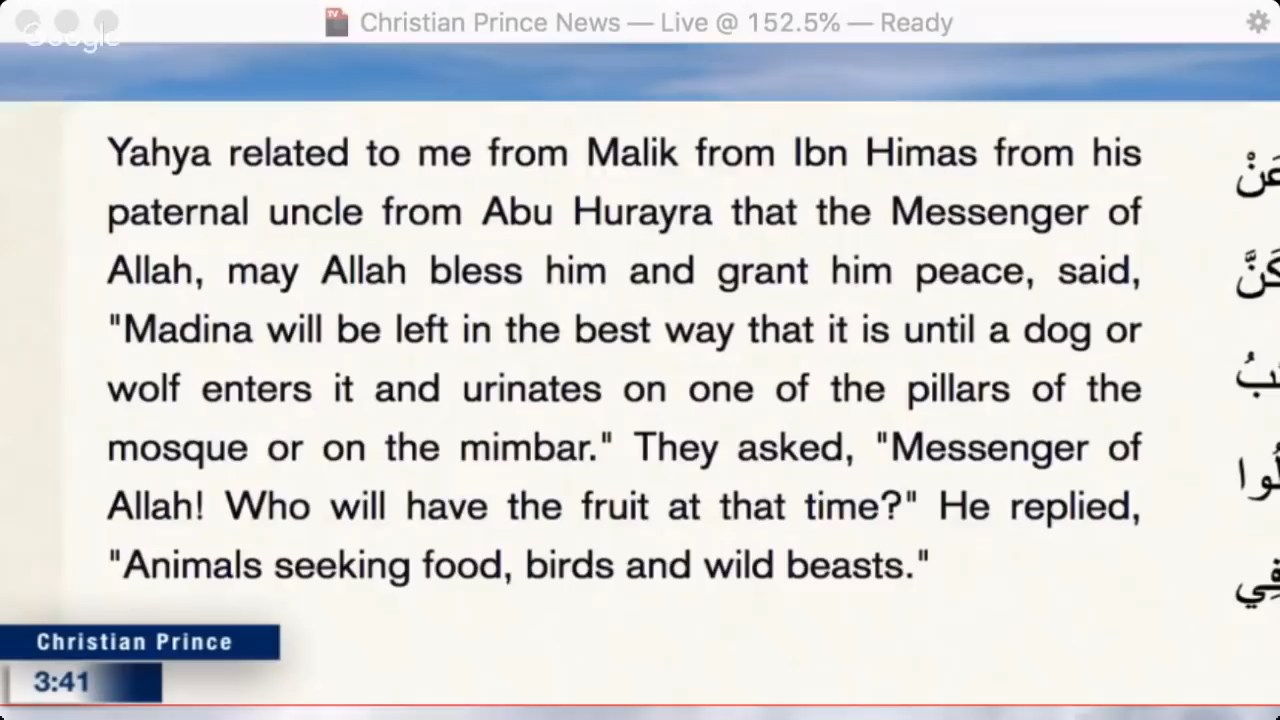 Christian Prince News — Live @ 152.5% — Ready
Google
Yahya related to me from Malik from Ibn Himas from his
paternal uncle from Abu Hurayra that the Messenger of
Allah, may Allah bless him and grant him peace, said,
"Madina will be left in the best way that it is until a dog or
wolf enters it and urinates on one of the pillars of the
mosque or on the mimbar." They asked, "Messenger of
Allah! Who will have the fruit at that time?" He replied,
"Animals seeking food, birds and wild beasts."
Christian Prince
3:41